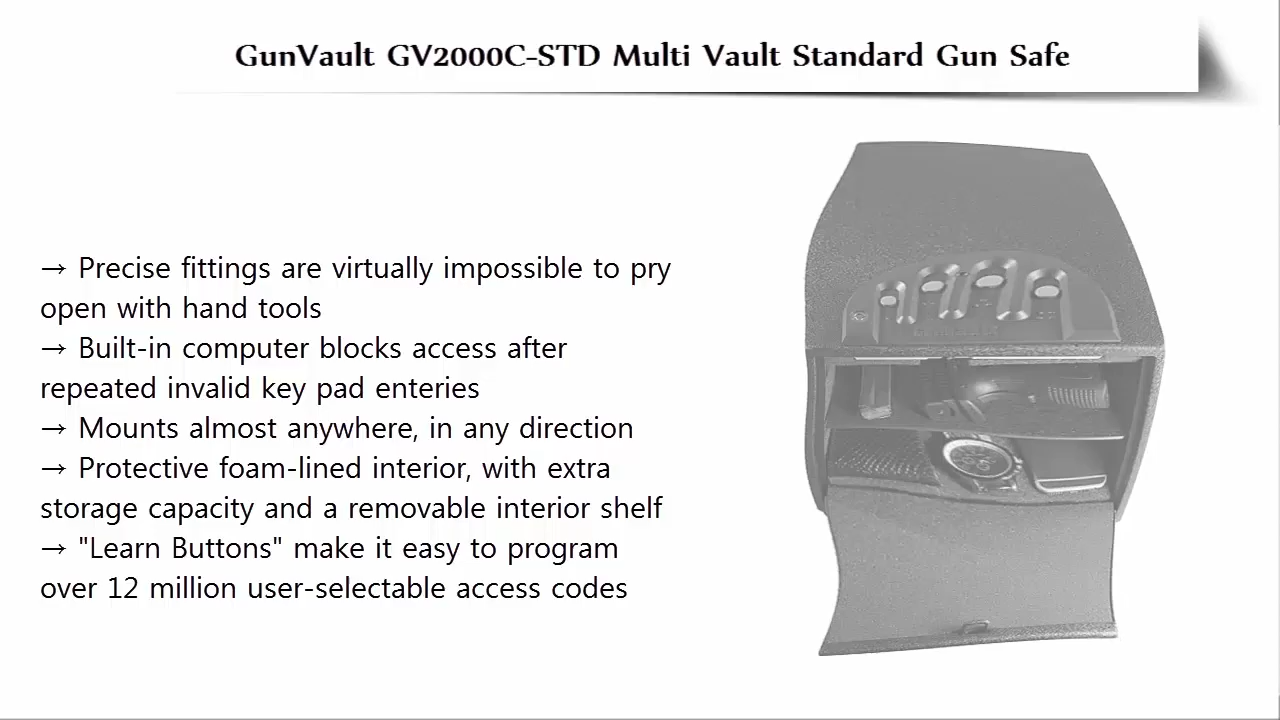 GunVault GV2000C-STD Multi Vault Standard Gun Safe
→ Precise fittings are virtually impossible to pry
open with hand tools
→ Built-in computer blocks access after
repeated invalid key pad enteries
→ Mounts almost anywhere, in any direction
→ Protective foam-lined interior, with extra
storage capacity and a removable interior shelf
→ "Learn Buttons" make it easy to program
over 12 million user-selectable access codes